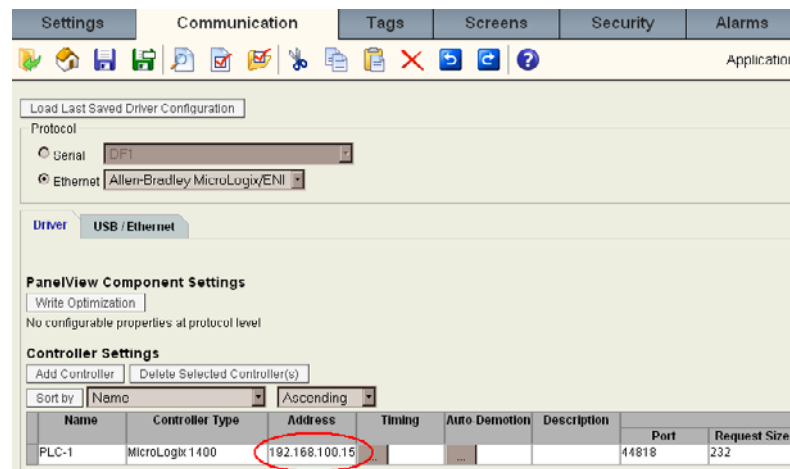 Settings Communication Tags Screens Security Alarms
Application
Load Last Saved Driver Configuration
Protocol
Serial DF1
Ethernet Allen-Bradley MicroLogix/ENI
Driver USB / Ethernet
PanelView Component Settings
Write Optimization
No configurable properties at protocol level
Controller Settings
Add Controller Delete Selected Controller(s)
Sort by Name Ascending
Name Controller Type Address Timing Auto-Demotion Description
Port Request Size
PLC-1 MicroLogix 1400 192.168.100.15 ... ... 44818 232